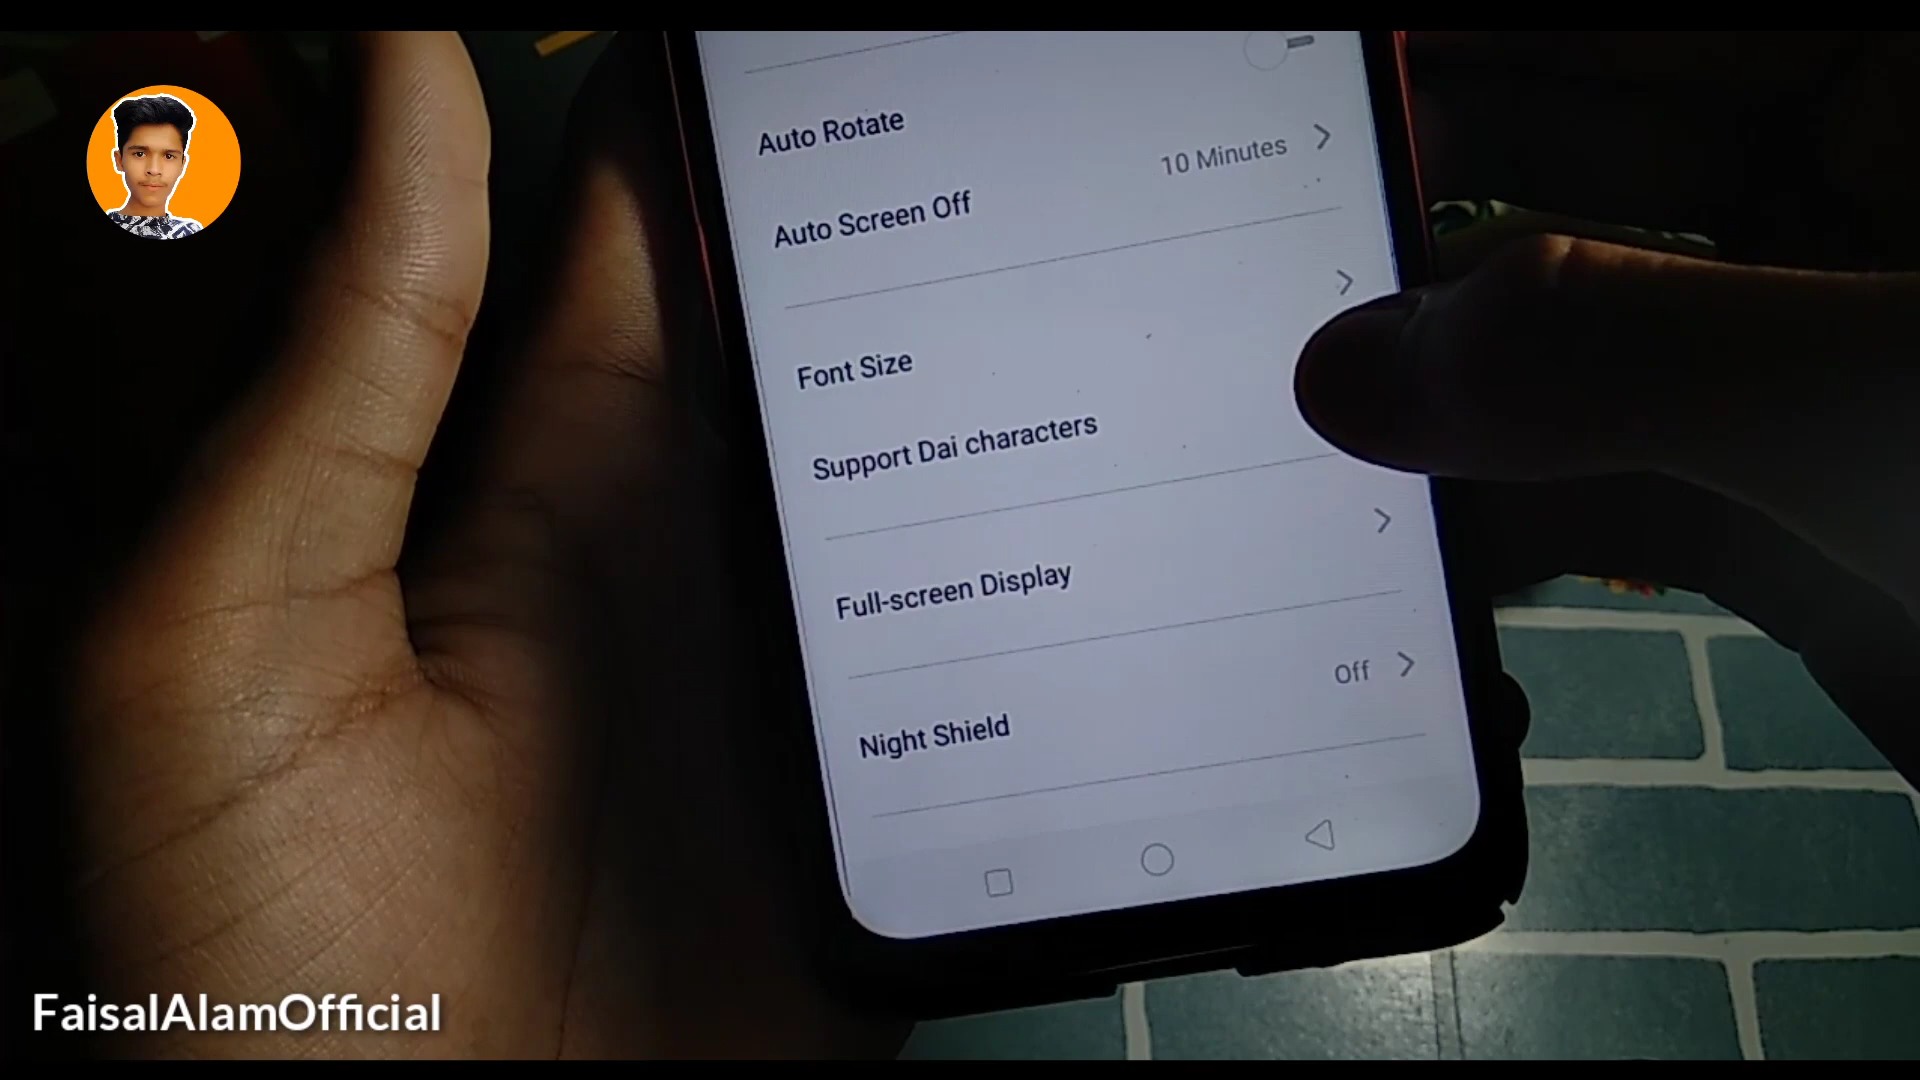 Auto Rotate
10 Minutes
Auto Screen Off
Font Size
Support Dai characters
Full-screen Display
Off
Night Shield
FaisalAlamOfficial